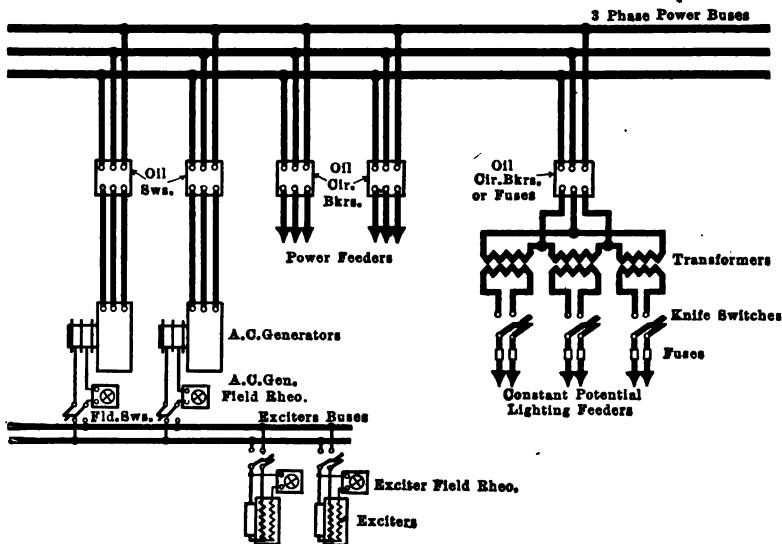 3 Phase Power Buses
Oil
Sws.
Oil
Cir.
Bkrs.
Oil
Cir.Bkrs.
or Fuses
Power Feeders
Transformers
Knife Switches
A.C.Generators
Fuses
A.C.Gen.
Field Rheo.
Constant Potential
Lighting Feeders
Fld.Sws.
Exciters Buses
Exciter Field Rheo.
Exciters